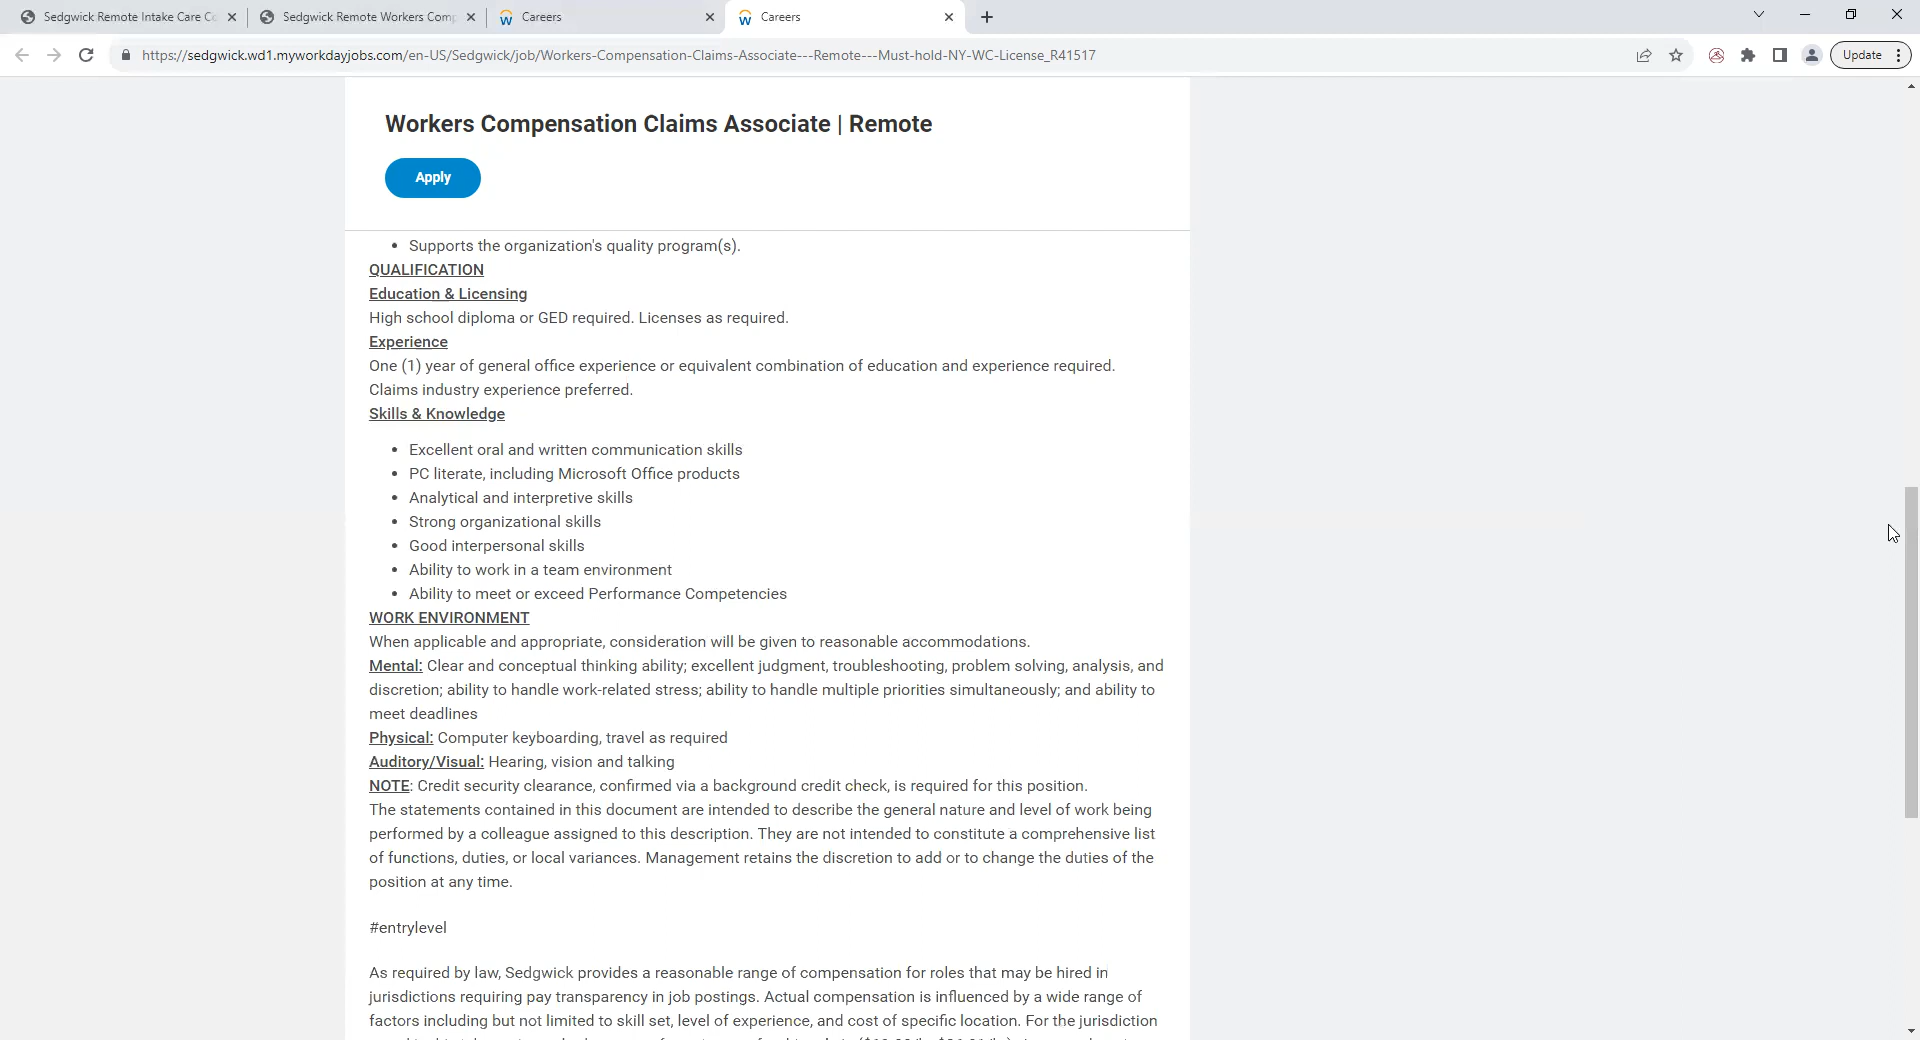 Sedgwick Remote Intake Care Co
Sedgwick Remote Workers Comp
Careers
Careers
https://sedgwick.wd1.myworkdayjobs.com/en-US/Sedgwick/job/Workers-Compensation-Claims-Associate---Remote---Must-hold-NY-WC-License_R41517
Update
Workers Compensation Claims Associate | Remote
Apply
• Supports the organization's quality program(s).
QUALIFICATION
Education & Licensing
High school diploma or GED required. Licenses as required.
Experience
One (1) year of general office experience or equivalent combination of education and experience required.
Claims industry experience preferred.
Skills & Knowledge
• Excellent oral and written communication skills
• PC literate, including Microsoft Office products
• Analytical and interpretive skills
• Strong organizational skills
• Good interpersonal skills
• Ability to work in a team environment
• Ability to meet or exceed Performance Competencies
WORK ENVIRONMENT
When applicable and appropriate, consideration will be given to reasonable accommodations.
Mental: Clear and conceptual thinking ability; excellent judgment, troubleshooting, problem solving, analysis, and
discretion; ability to handle work-related stress; ability to handle multiple priorities simultaneously; and ability to
meet deadlines
Physical: Computer keyboarding, travel as required
Auditory/Visual: Hearing, vision and talking
NOTE: Credit security clearance, confirmed via a background credit check, is required for this position.
The statements contained in this document are intended to describe the general nature and level of work being
performed by a colleague assigned to this description. They are not intended to constitute a comprehensive list
of functions, duties, or local variances. Management retains the discretion to add or to change the duties of the
position at any time.
#entrylevel
As required by law, Sedgwick provides a reasonable range of compensation for roles that may be hired in
jurisdictions requiring pay transparency in job postings. Actual compensation is influenced by a wide range of
factors including but not limited to skill set, level of experience, and cost of specific location. For the jurisdiction